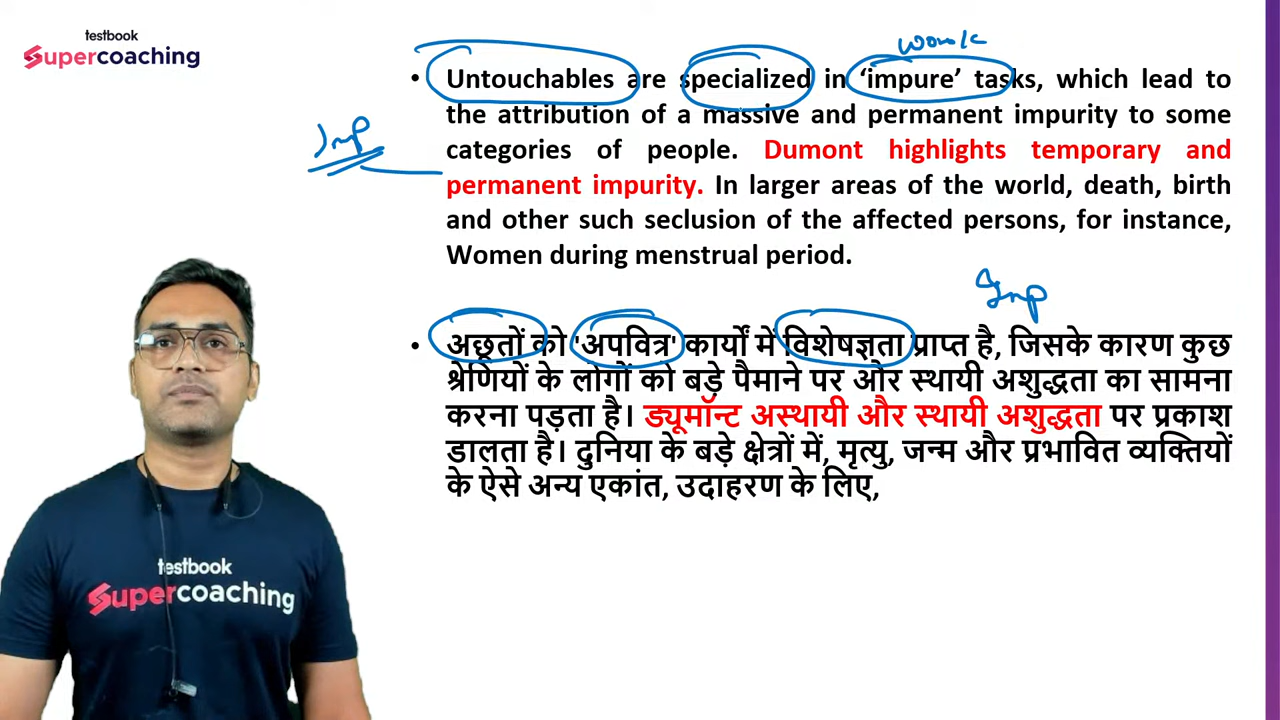 testbook
Supercoaching
work
• Untouchables are specialized in ‘impure’ tasks, which lead to
the attribution of a massive and permanent impurity to some
Imp
categories of people. Dumont highlights temporary and
permanent impurity. In larger areas of the world, death, birth
and other such seclusion of the affected persons, for instance,
Women during menstrual period.
Imp
• अछूतों को 'अपवित्र' कार्यों में विशेषज्ञता प्राप्त है, जिसके कारण कुछ
श्रेणियों के लोगों को बड़े पैमाने पर और स्थायी अशुद्धता का सामना
करना पड़ता है। ड्यूमॉन्ट अस्थायी और स्थायी अशुद्धता पर प्रकाश
डालता है। दुनिया के बड़े क्षेत्रों में, मृत्यु, जन्म और प्रभावित व्यक्तियों
के ऐसे अन्य एकांत, उदाहरण के लिए,
testbook
Supercoaching